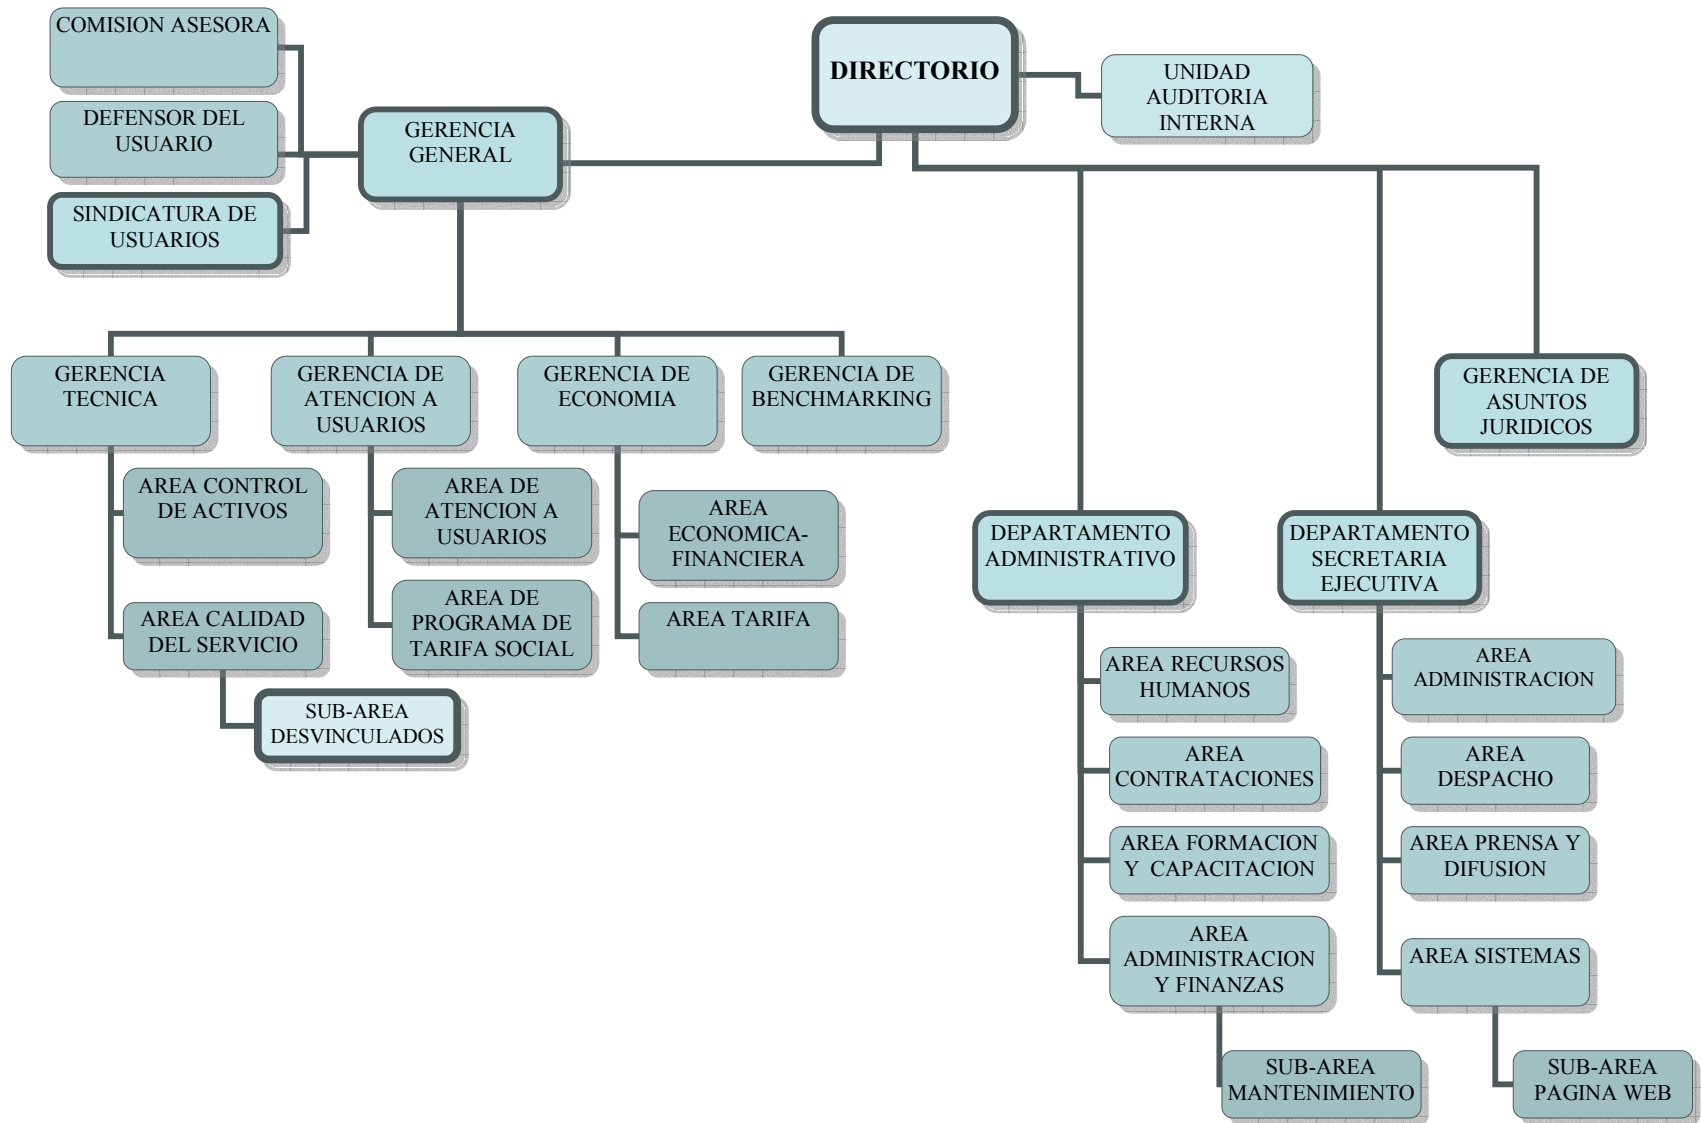 COMISION ASESORA
DIRECTORIO
UNIDAD
AUDITORIA
INTERNA
DEFENSOR DEL
USUARIO
GERENCIA
GENERAL
SINDICATURA DE
USUARIOS
GERENCIA
TECNICA
GERENCIA DE
ATENCION A
USUARIOS
GERENCIA DE
ECONOMIA
GERENCIA DE
BENCHMARKING
GERENCIA DE
ASUNTOS
JURIDICOS
AREA CONTROL
DE ACTIVOS
AREA DE
ATENCION A
USUARIOS
AREA
ECONOMICA-
FINANCIERA
DEPARTAMENTO
ADMINISTRATIVO
DEPARTAMENTO
SECRETARIA
EJECUTIVA
AREA CALIDAD
DEL SERVICIO
AREA DE
PROGRAMA DE
TARIFA SOCIAL
AREA TARIFA
SUB-AREA
DESVINCULADOS
AREA RECURSOS
HUMANOS
AREA
ADMINISTRACION
AREA
CONTRATACIONES
AREA
DESPACHO
AREA FORMACION
Y CAPACITACION
AREA PRENSA Y
DIFUSION
AREA
ADMINISTRACION
Y FINANZAS
AREA SISTEMAS
SUB-AREA
MANTENIMIENTO
SUB-AREA
PAGINA WEB